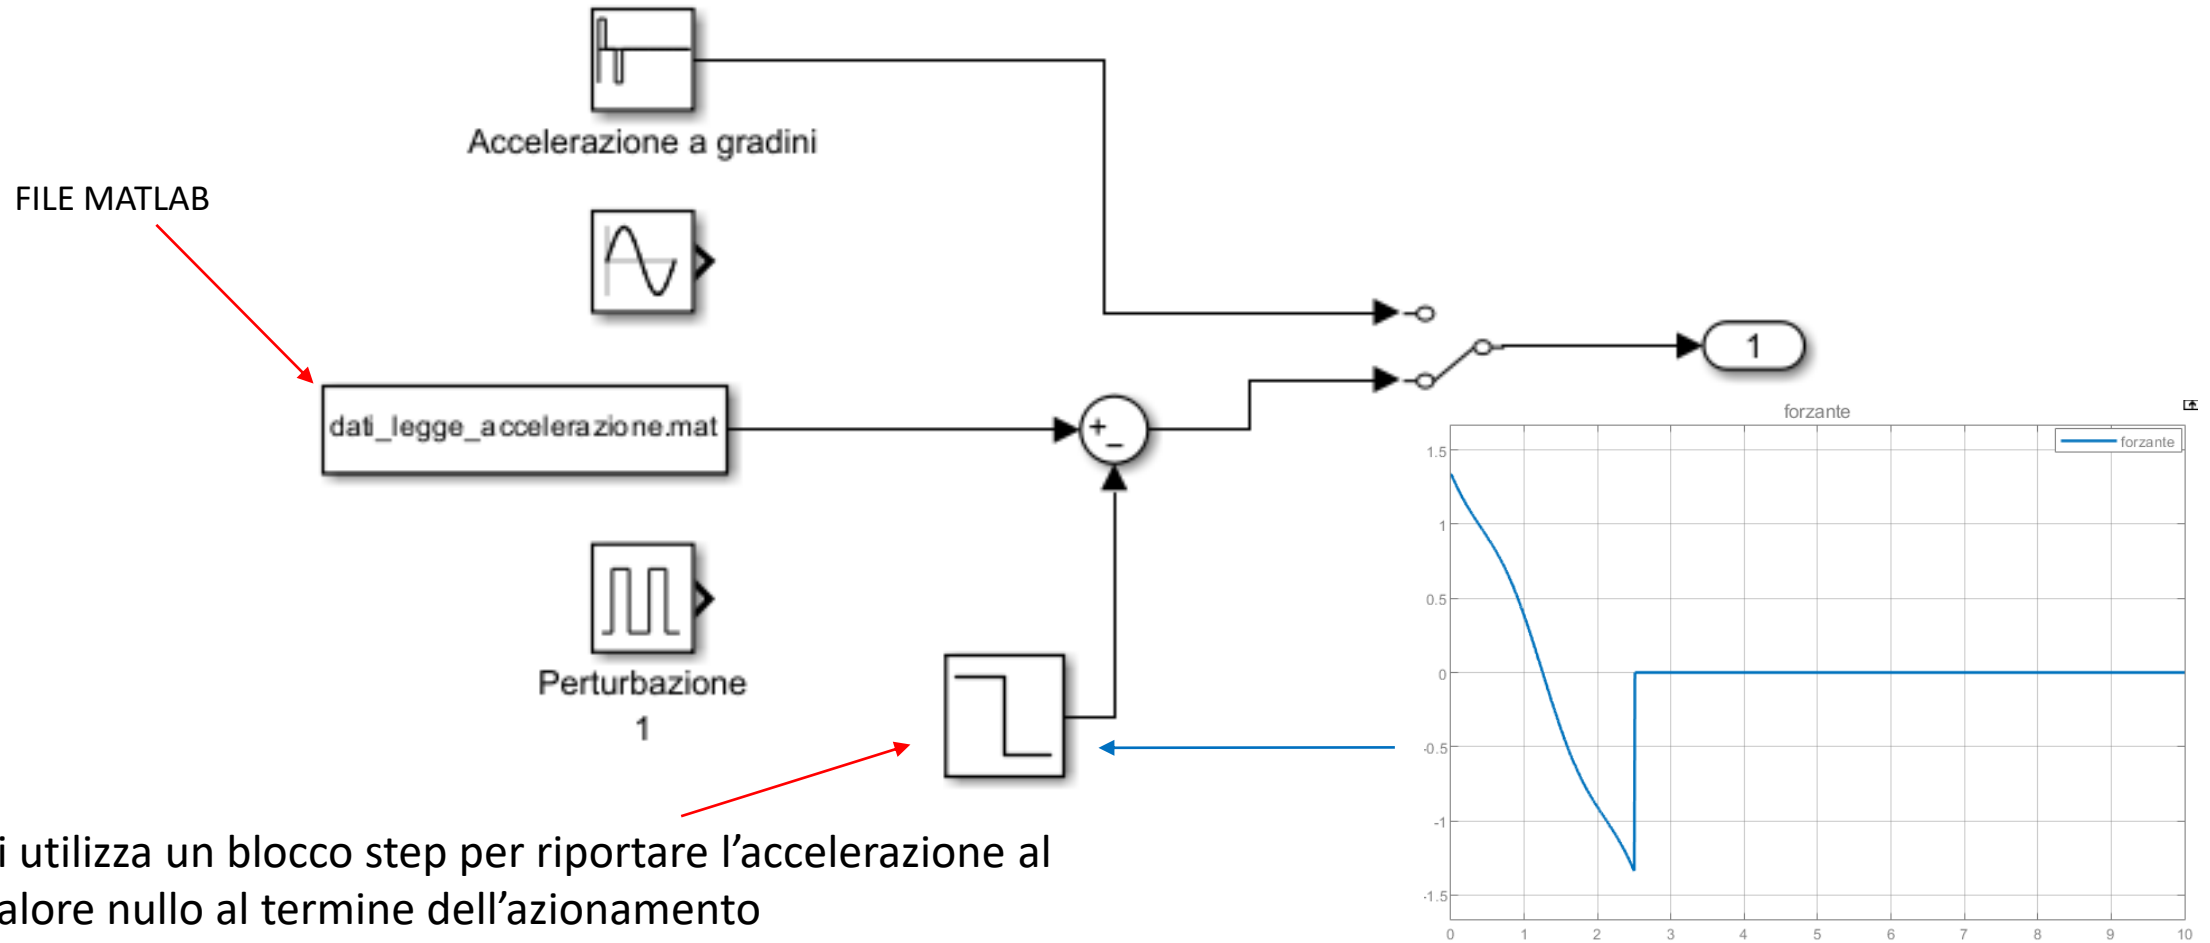 Accelerazione a gradini
FILE MATLAB
dati_legge_accelerazione.mat
+
−
1
Perturbazione
1
i utilizza un blocco step per riportare l’accelerazione al
alore nullo al termine dell’azionamento
forzante
forzante
1.5
1
0.5
0
-0.5
-1
-1.5
0 1 2 3 4 5 6 7 8 9 10